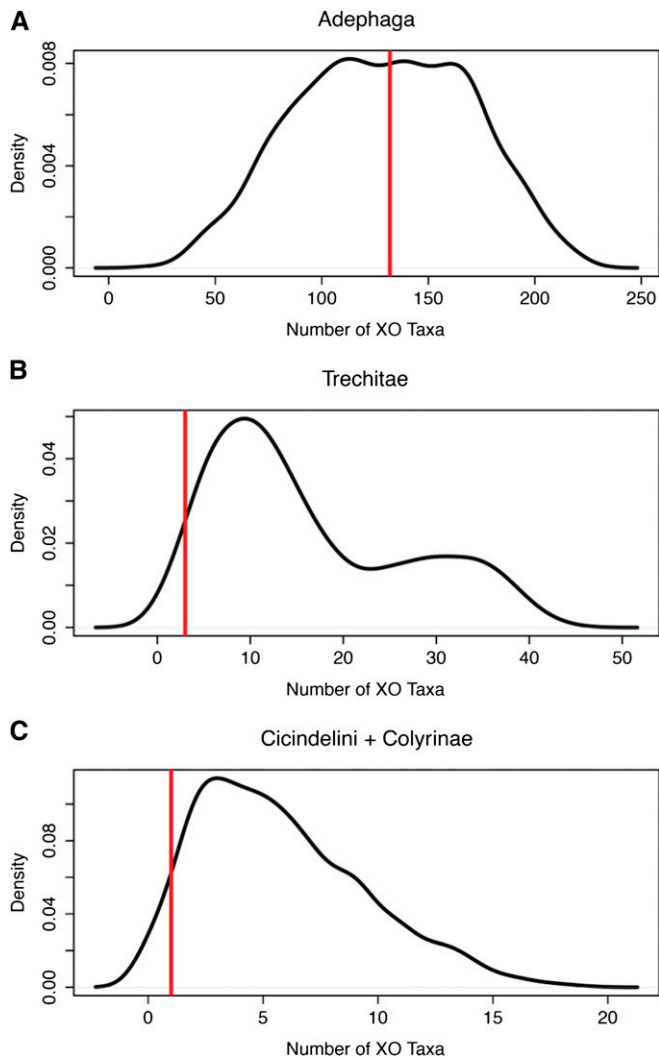 A
Adephaga
Density
0.008
0.004
0.000
0 50 100 150 200 250
Number of XO Taxa
B
Trechitae
Density
0.04
0.02
0.00
0 10 20 30 40 50
Number of XO Taxa
C
Cicindelini + Colyrinae
Density
0.08
0.04
0.00
0 5 10 15 20
Number of XO Taxa